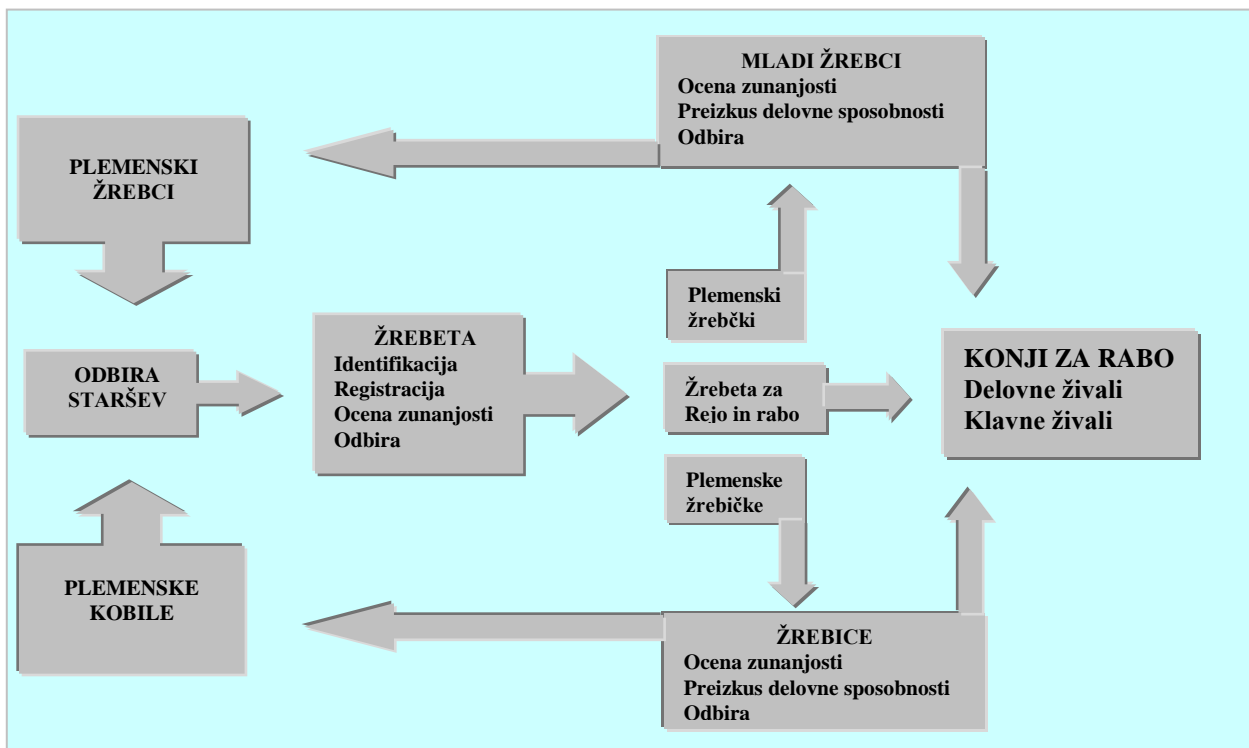 MLADI ŽREBCI
Ocena zunanjosti
Preizkus delovne sposobnosti
Odbira
PLEMENSKI
ŽREBCI
Plemenski
žrebčki
ŽREBETA
Identifikacija
Registracija
Ocena zunanjosti
Odbira
ODBIRA
STARŠEV
Žrebeta za
Rejo in rabo
KONJI ZA RABO
Delovne živali
Klavne živali
Plemenske
žrebičke
PLEMENSKE
KOBILE
ŽREBICE
Ocena zunanjosti
Preizkus delovne sposobnosti
Odbira